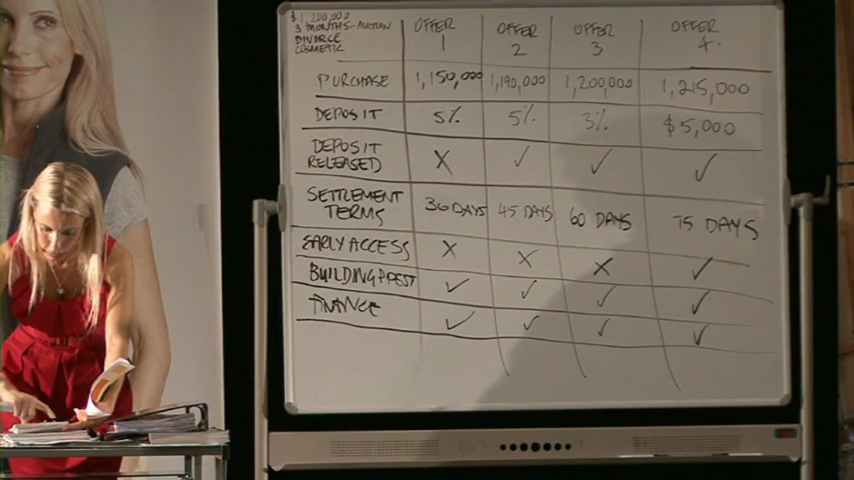 $1,200,000
3 MONTHS-AUCTION
DIVORCE
COSMETIC
OFFER 1 OFFER 2 OFFER 3 OFFER 4.
PURCHASE 1,150,000 1,190,000 1,200,000 1,215,000
DEPOSIT 5% 5% 3% $5,000
DEPOSIT RELEASED X ✓ ✓ ✓
SETTLEMENT TERMS 30 DAYS 45 DAYS 60 DAYS 75 DAYS
EARLY ACCESS X X X ✓
BUILDING & PEST ✓ ✓ ✓ ✓
FINANCE ✓ ✓ ✓ ✓